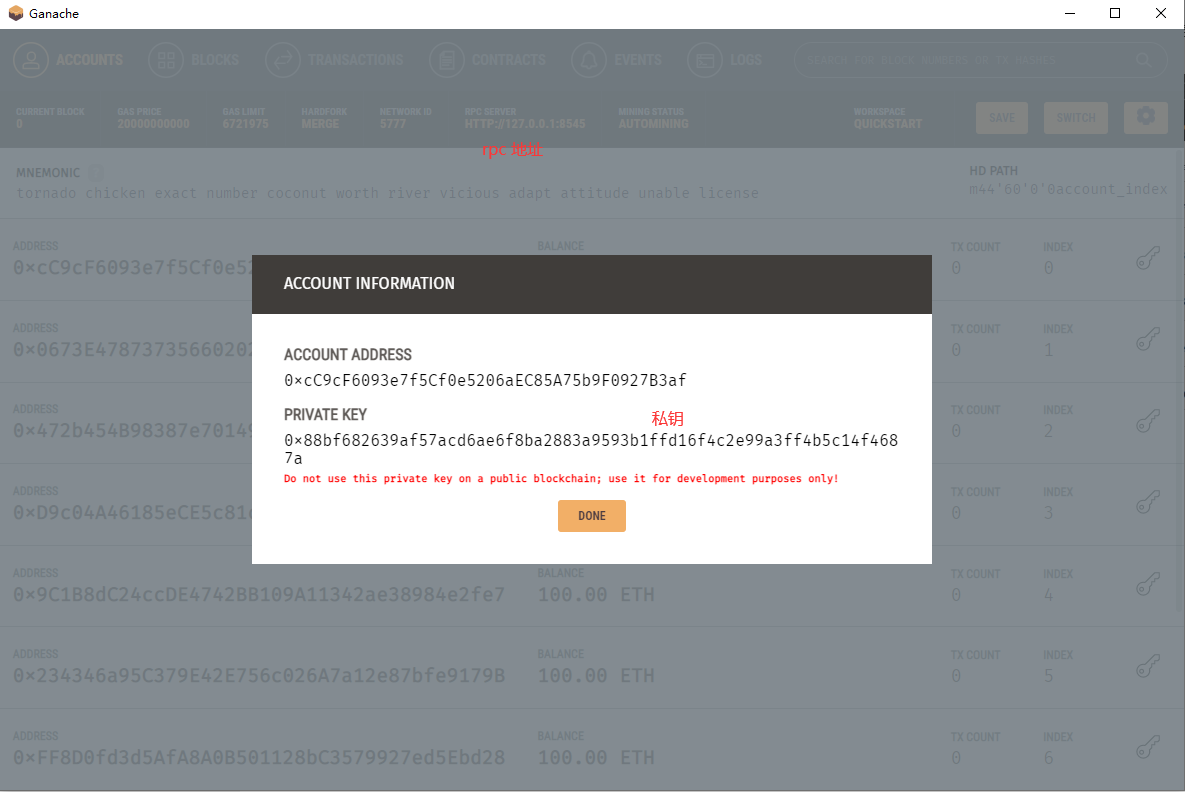 Ganache
ACCOUNTS BLOCKS TRANSACTIONS CONTRACTS EVENTS LOGS SEARCH FOR BLOCK NUMBERS OR TX HASHES
CURRENT BLOCK GAS PRICE GAS LIMIT HARDFORK NETWORK ID RPC SERVER MINING STATUS WORKSPACE
0 20000000000 6721975 MERGE 5777 HTTP://127.0.0.1:8545 AUTOMINING QUICKSTART SAVE SWITCH
rpc 地址
MNEMONIC HD PATH
tornado chicken exact number coconut worth river vicious adapt attitude unable license m44'60'0'0account_index
ADDRESS BALANCE TX COUNT INDEX
0×cC9cF6093e7f5Cf0e52 0 0
ACCOUNT INFORMATION
ADDRESS TX COUNT INDEX
0×0673E47873735660202 0 1
ACCOUNT ADDRESS
0×cC9cF6093e7f5Cf0e5206aEC85A75b9F0927B3af
ADDRESS TX COUNT INDEX
0×472b454B98387e70149 0 2
PRIVATE KEY 私钥
0×88bf682639af57acd6ae6f8ba2883a9593b1ffd16f4c2e99a3ff4b5c14f468
7a
Do not use this private key on a public blockchain; use it for development purposes only!
ADDRESS TX COUNT INDEX
0×D9c04A46185eCE5c81 0 3
DONE
ADDRESS BALANCE TX COUNT INDEX
0×9C1B8dC24ccDE4742BB109A11342ae38984e2fe7 100.00 ETH 0 4
ADDRESS BALANCE TX COUNT INDEX
0×234346a95C379E42E756c026A7a12e87bfe9179B 100.00 ETH 0 5
ADDRESS BALANCE TX COUNT INDEX
0×FF8D0fd3d5AfA8A0B501128bC3579927ed5Ebd28 100.00 ETH 0 6